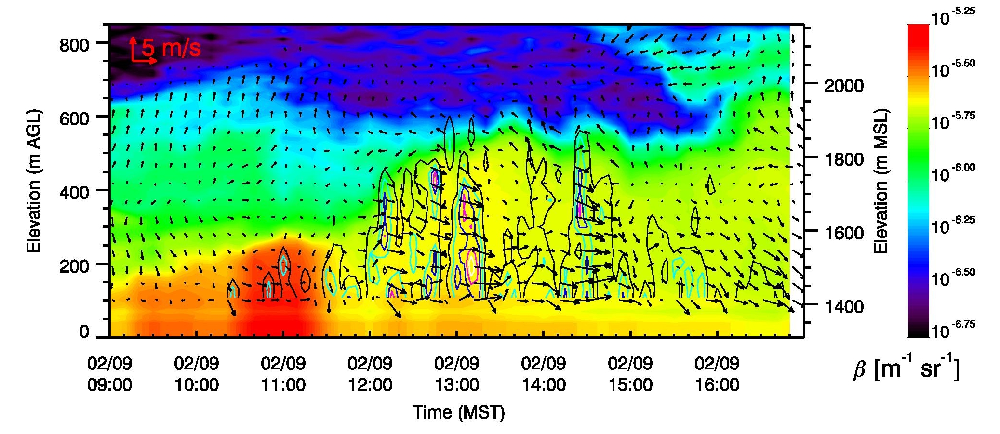 5 m/s
800
600
400
200
0
Elevation (m AGL)
2000
1800
1600
1400
Elevation (m MSL)
02/09 02/09 02/09 02/09 02/09 02/09 02/09 02/09
09:00 10:00 11:00 12:00 13:00 14:00 15:00 16:00
Time (MST)
10^-5.25
10^-5.50
10^-5.75
10^-6.00
10^-6.25
10^-6.50
10^-6.75
β [m^-1 sr^-1]